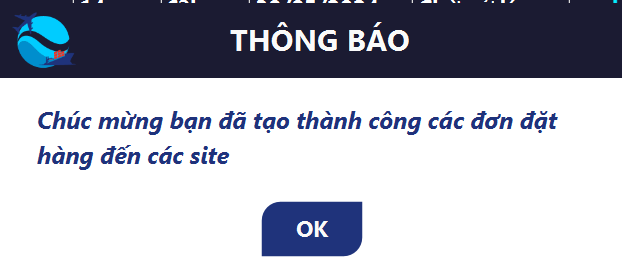 THÔNG BÁO
Chúc mừng bạn đã tạo thành công các đơn đặt
hàng đến các site
OK